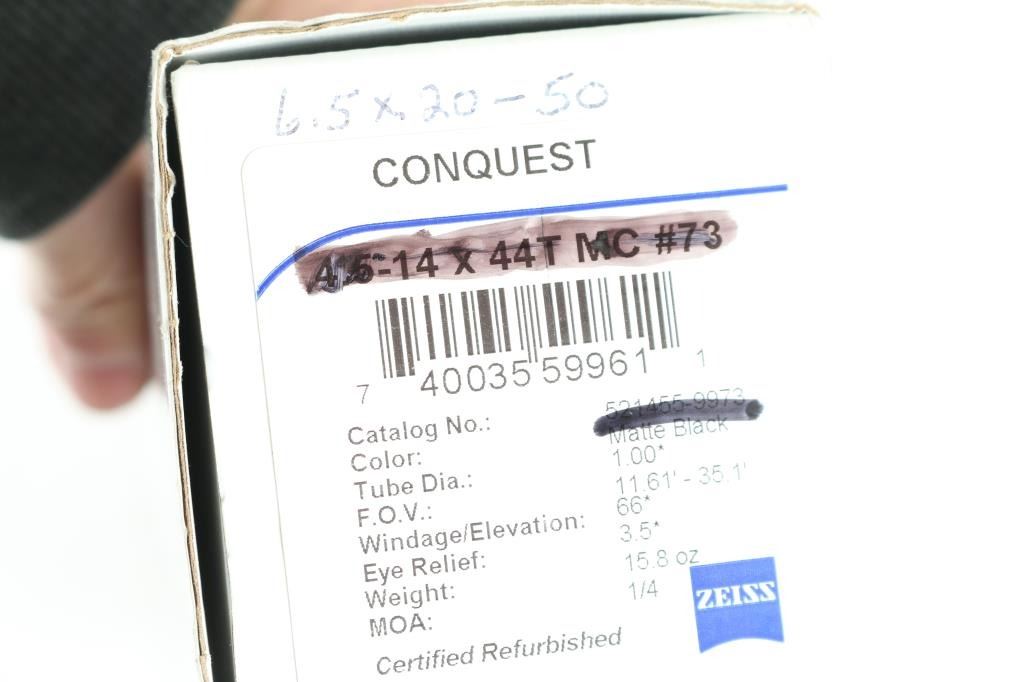 6.5 x 20 - 50
CONQUEST
4.5-14 x 44T MC #73
7 40035 59961 1
Catalog No.: 521455-9973
Color: Matte Black
Tube Dia.: 1.00"
F.O.V.: 11.61' - 35.1'
Windage/Elevation: 66"
Eye Relief: 3.5"
Weight: 15.8 oz
MOA: 1/4
ZEISS
Certified Refurbished